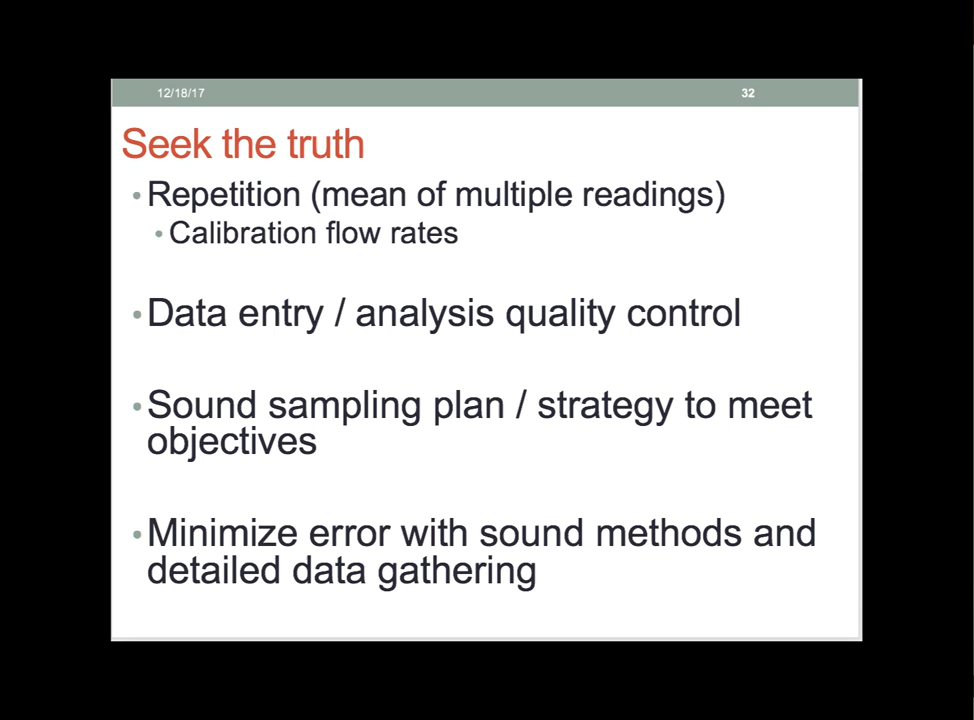 12/18/17 32
Seek the truth
• Repetition (mean of multiple readings)
• Calibration flow rates
• Data entry / analysis quality control
• Sound sampling plan / strategy to meet
objectives
• Minimize error with sound methods and
detailed data gathering